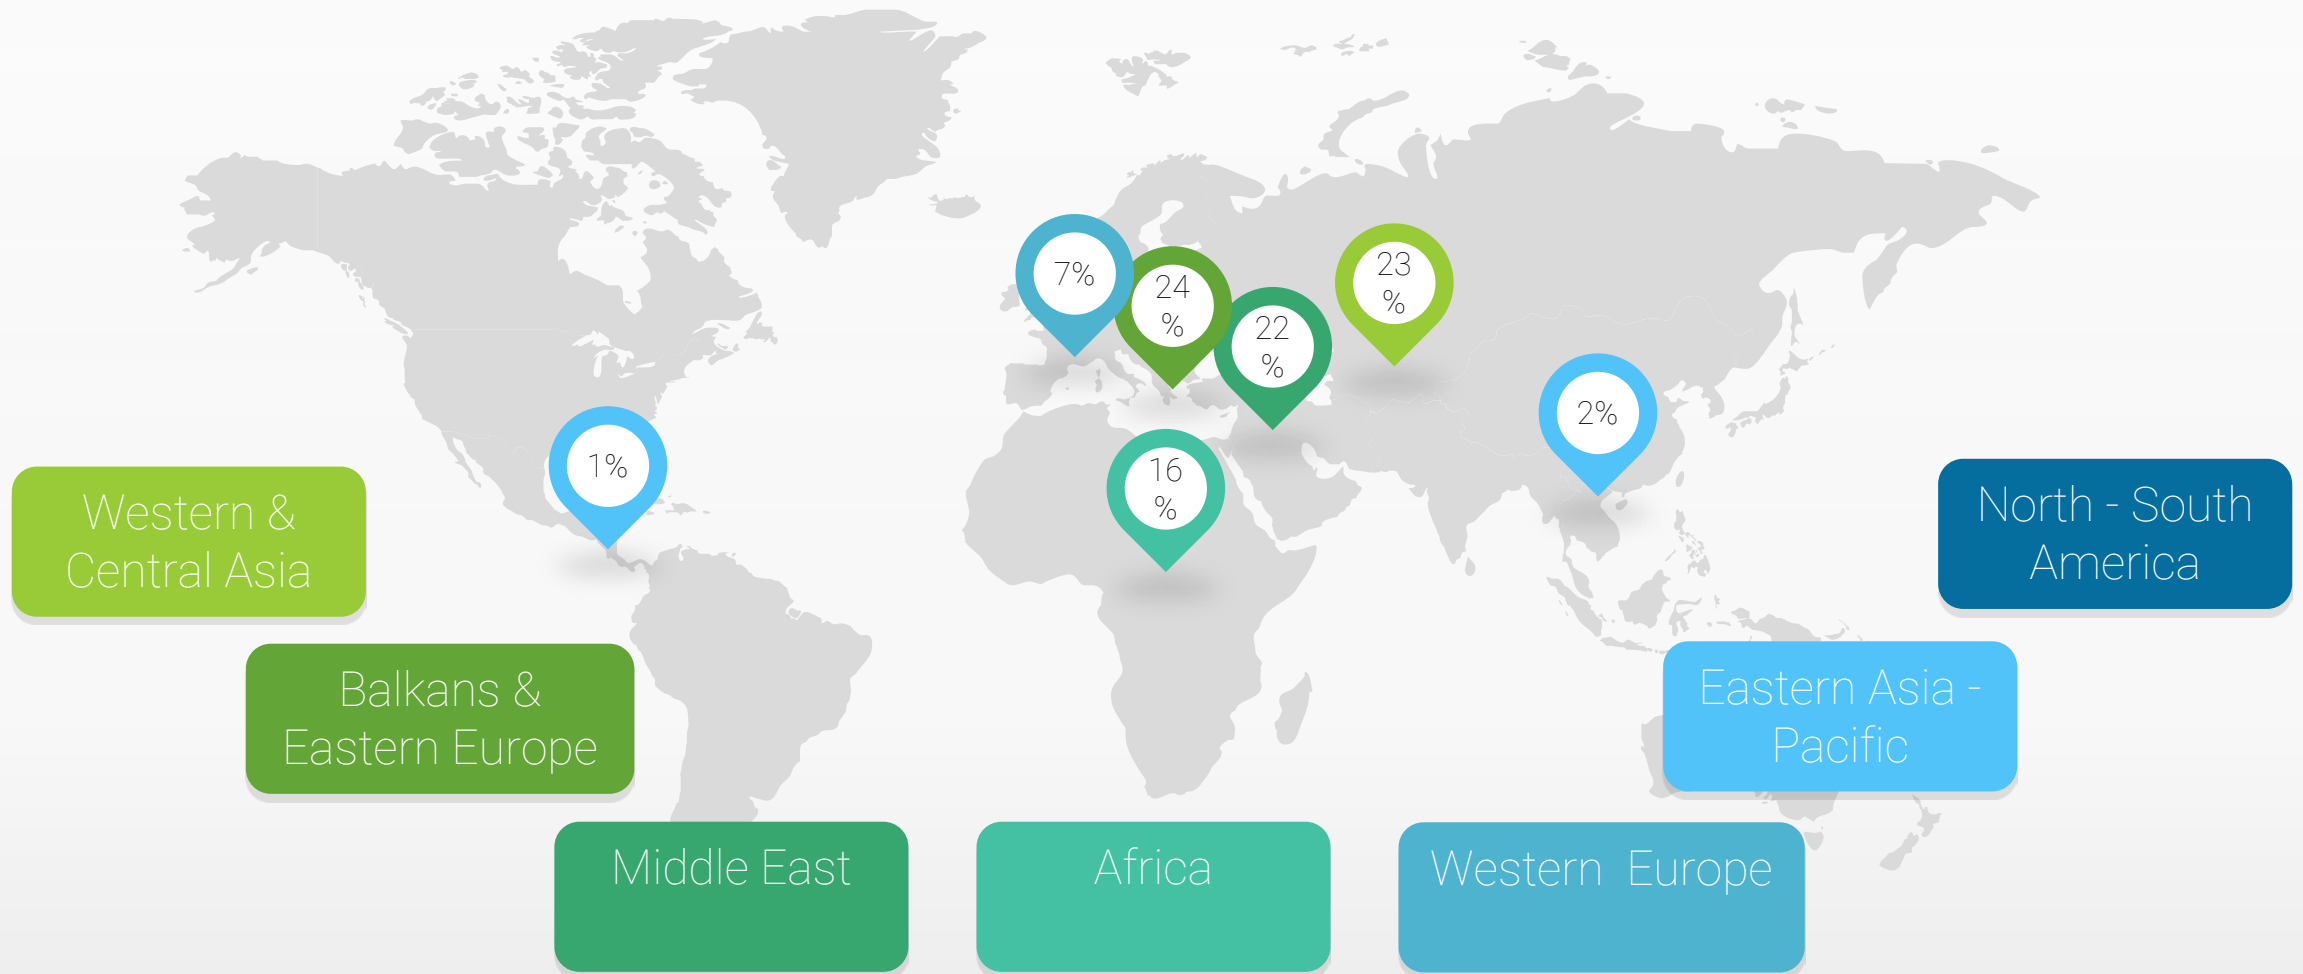 7%
24
%
22
%
23
%
2%
1%
16
%
Western &
Central Asia
North - South
America
Balkans &
Eastern Europe
Eastern Asia -
Pacific
Middle East
Africa
Western  Europe